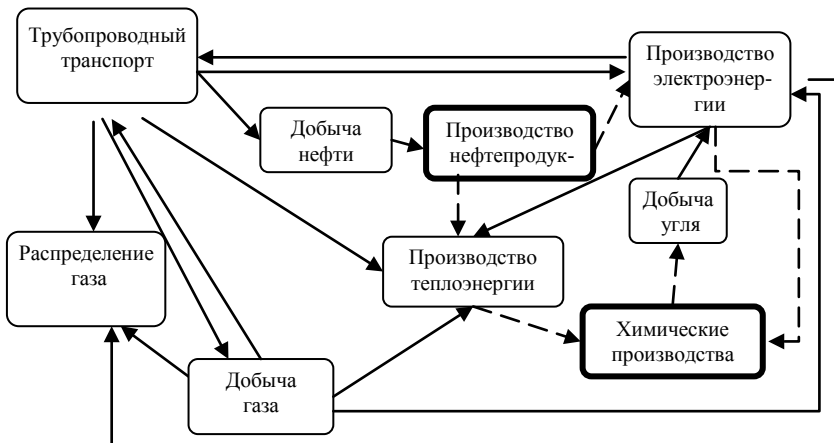 Трубопроводный
транспорт
Производство
электроэнер-
гии
Добыча
нефти
Производство
нефтепродук-
Добыча
угля
Распределение
газа
Производство
теплоэнергии
Химические
производства
Добыча
газа